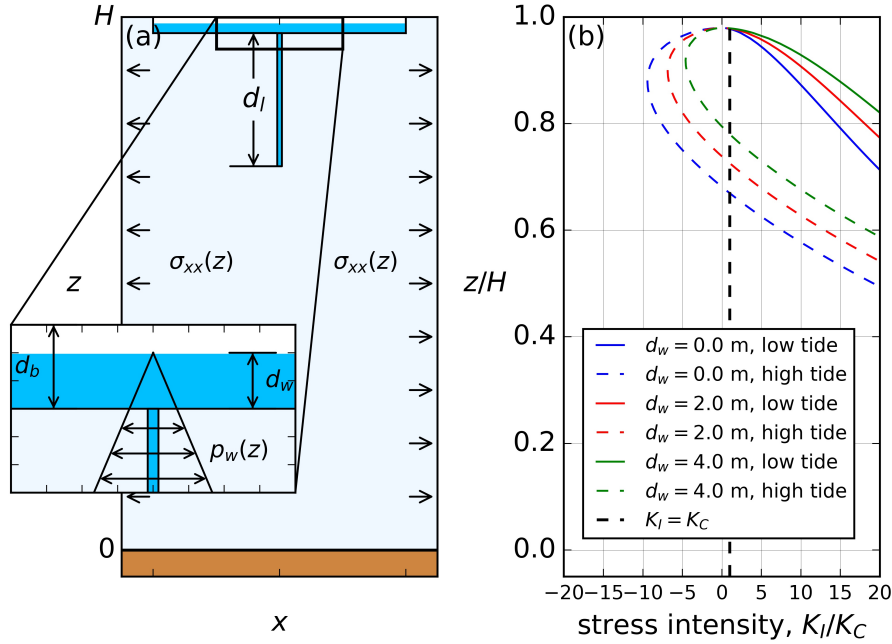 (a)
H
d_l
σ_xx(z) σ_xx(z)
z
d_b
d_w
p_w(z)
0
x
(b)
z/H
1.0
0.8
0.6
0.4
0.2
0.0
d_w = 0.0 m, low tide
d_w = 0.0 m, high tide
d_w = 2.0 m, low tide
d_w = 2.0 m, high tide
d_w = 4.0 m, low tide
d_w = 4.0 m, high tide
K_I = K_C
−20 −15 −10 −5 0 5 10 15 20
stress intensity, K_I/K_C